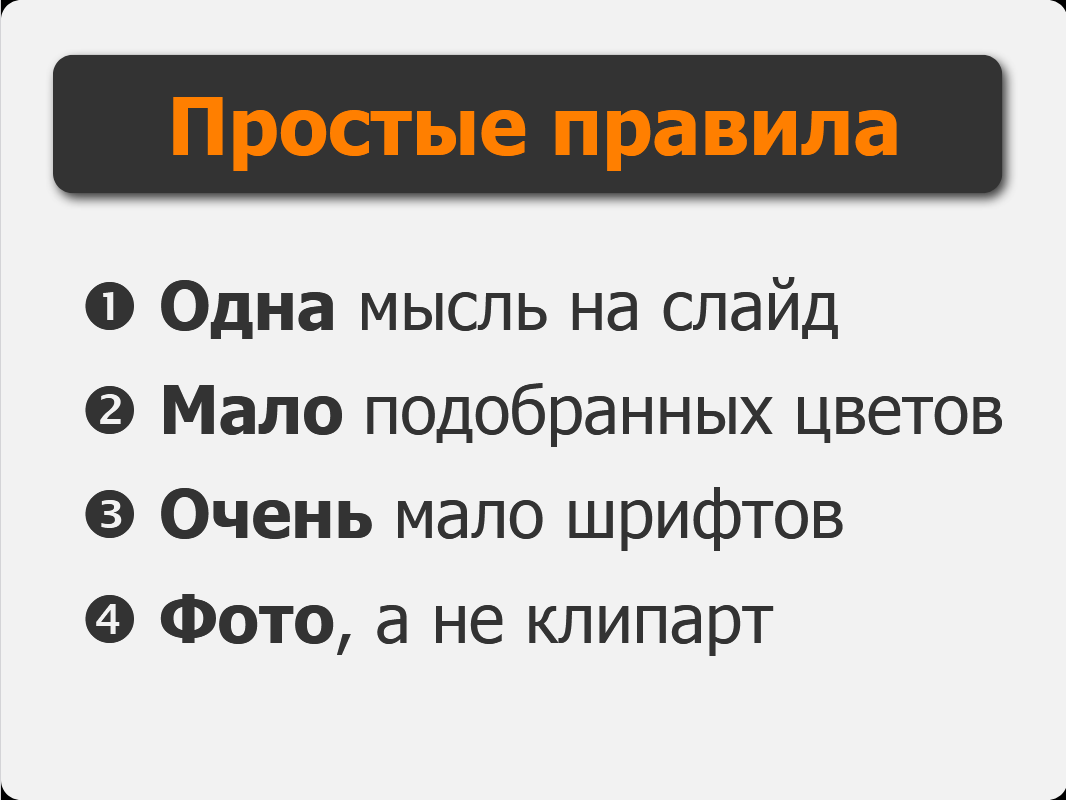 Простые правила
❶ Одна мысль на слайд
❷ Мало подобранных цветов
❸ Очень мало шрифтов
❹ Фото, а не клипарт